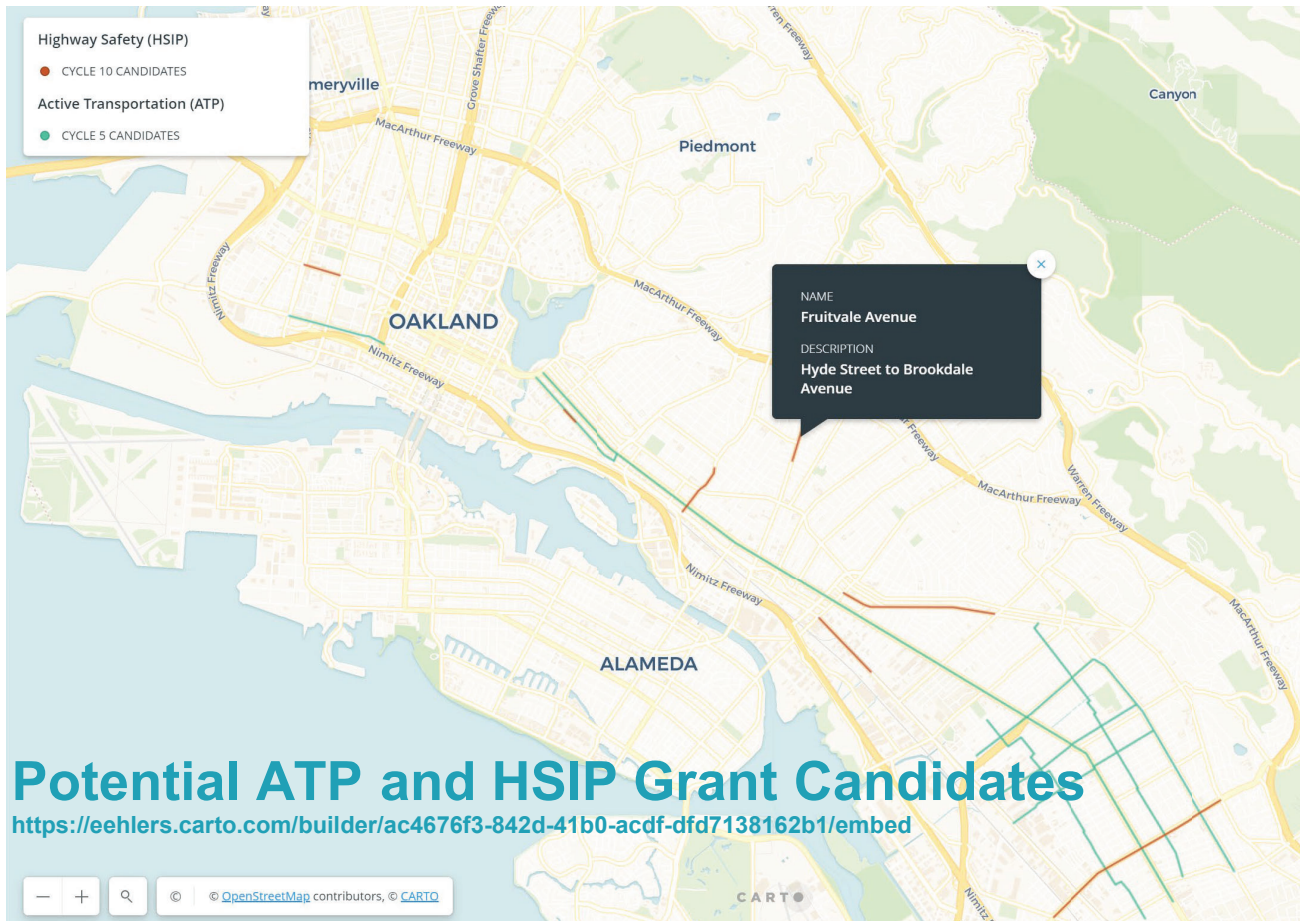 Highway Safety (HSIP)
CYCLE 10 CANDIDATES
Active Transportation (ATP)
CYCLE 5 CANDIDATES
meryville
Grove Shafter Freeway
MacArthur Freeway
Piedmont
Canyon
Nimitz Freeway
OAKLAND
MacArthur Freeway
Nimitz Freeway
NAME
Fruitvale Avenue
DESCRIPTION
Hyde Street to Brookdale
Avenue
MacArthur Freeway
Warren Freeway
Nimitz Freeway
MacArthur Freeway
ALAMEDA
Potential ATP and HSIP Grant Candidates
https://eehlers.carto.com/builder/ac4676f3-842d-41b0-acdf-dfd7138162b1/embed
© © OpenStreetMap contributors, © CARTO
CARTO
Nimitz